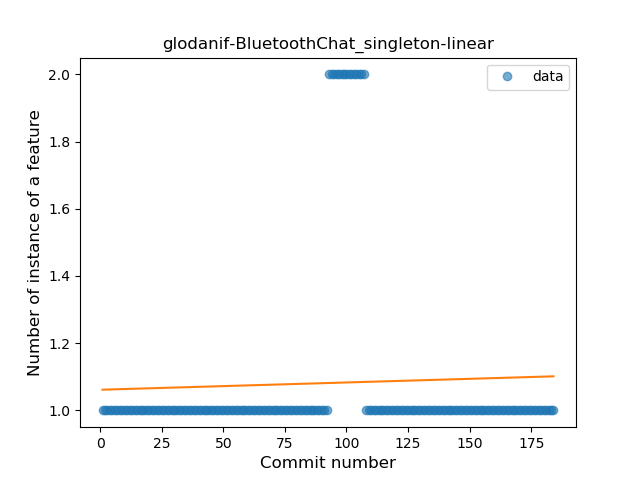 glodanif-BluetoothChat_singleton-linear
data
Number of instance of a feature
2.0
1.8
1.6
1.4
1.2
1.0
0 25 50 75 100 125 150 175
Commit number